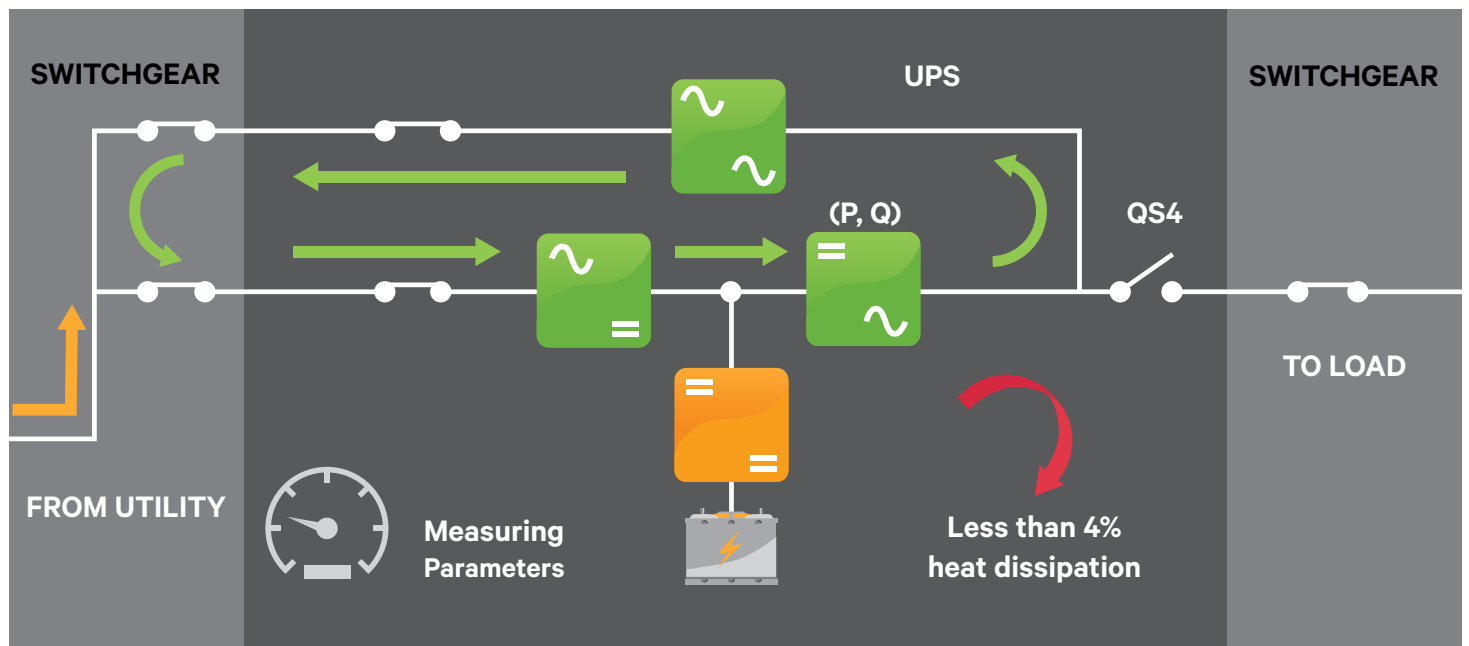 SWITCHGEAR
UPS
SWITCHGEAR
(P, Q)
QS4
TO LOAD
FROM UTILITY
Measuring
Parameters
Less than 4%
heat dissipation